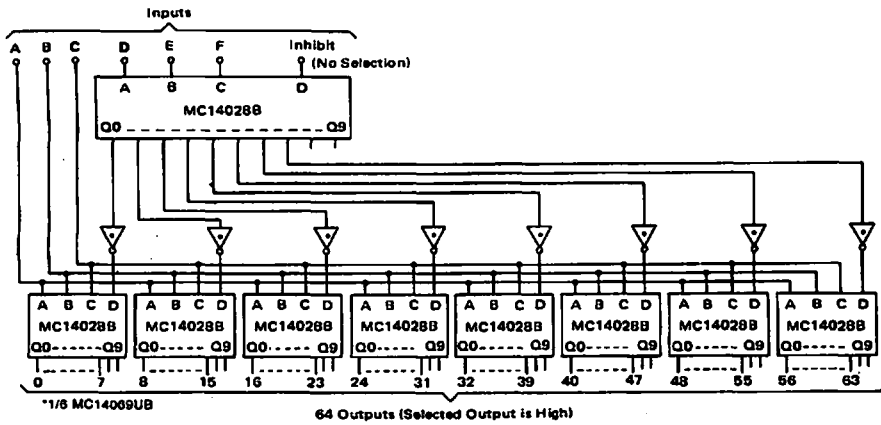 Inputs
A B C D E F Inhibit
(No Selection)
A B C D
MC14028B
Q0 Q9
A B C D A B C D A B C D A B C D A B C D A B C D A B C D A B C D
MC14028B MC14028B MC14028B MC14028B MC14028B MC14028B MC14028B MC14028B
Q0 Q9 Q0 Q9 Q0 Q9 Q0 Q9 Q0 Q9 Q0 Q9 Q0 Q9 Q0 Q9
0 7 8 15 16 23 24 31 32 39 40 47 48 55 56 63
*1/6 MC14069UB
64 Outputs (Selected Output is High)